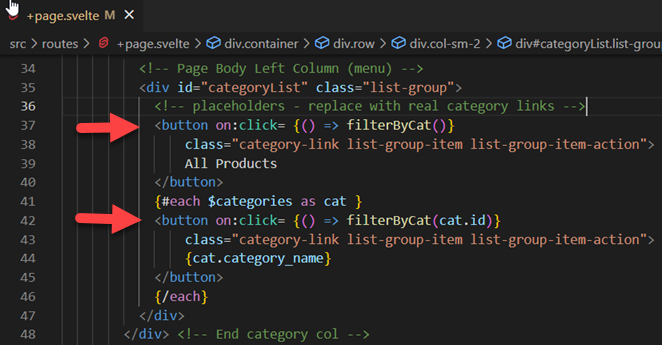 +page.svelte M ×
src > routes > +page.svelte > div.container > div.row > div.col-sm-2 > div#categoryList.list-grou
34 <!-- Page Body Left Column (menu) -->
35 <div id="categoryList" class="list-group">
36 <!-- placeholders - replace with real category links -->
37 <button on:click= {() => filterByCat()}
38 class="category-link list-group-item list-group-item-action">
39 All Products
40 </button>
41 {#each $categories as cat }
42 <button on:click= {() => filterByCat(cat.id)}
43 class="category-link list-group-item list-group-item-action">
44 {cat.category_name}
45 </button>
46 {/each}
47 </div>
48 </div> <!-- End category col -->